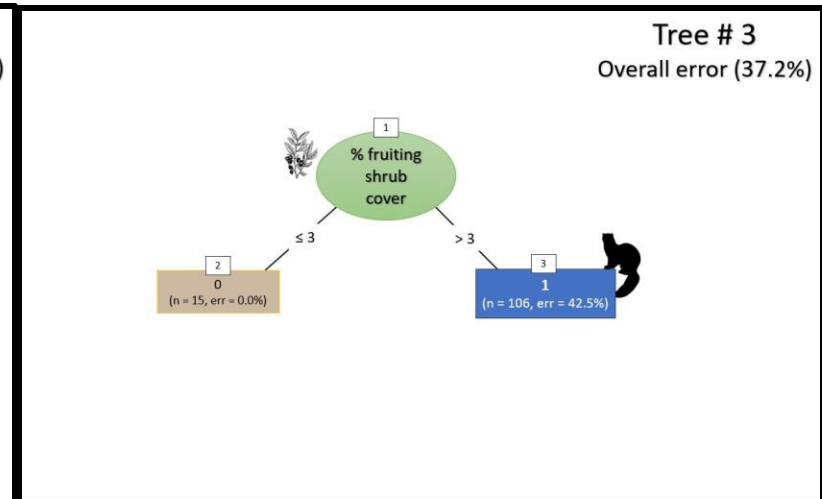 )
Tree # 3
Overall error (37.2%)
1
% fruiting
shrub
cover
≤ 3
> 3
2
0
(n = 15, err = 0.0%)
3
1
(n = 106, err = 42.5%)